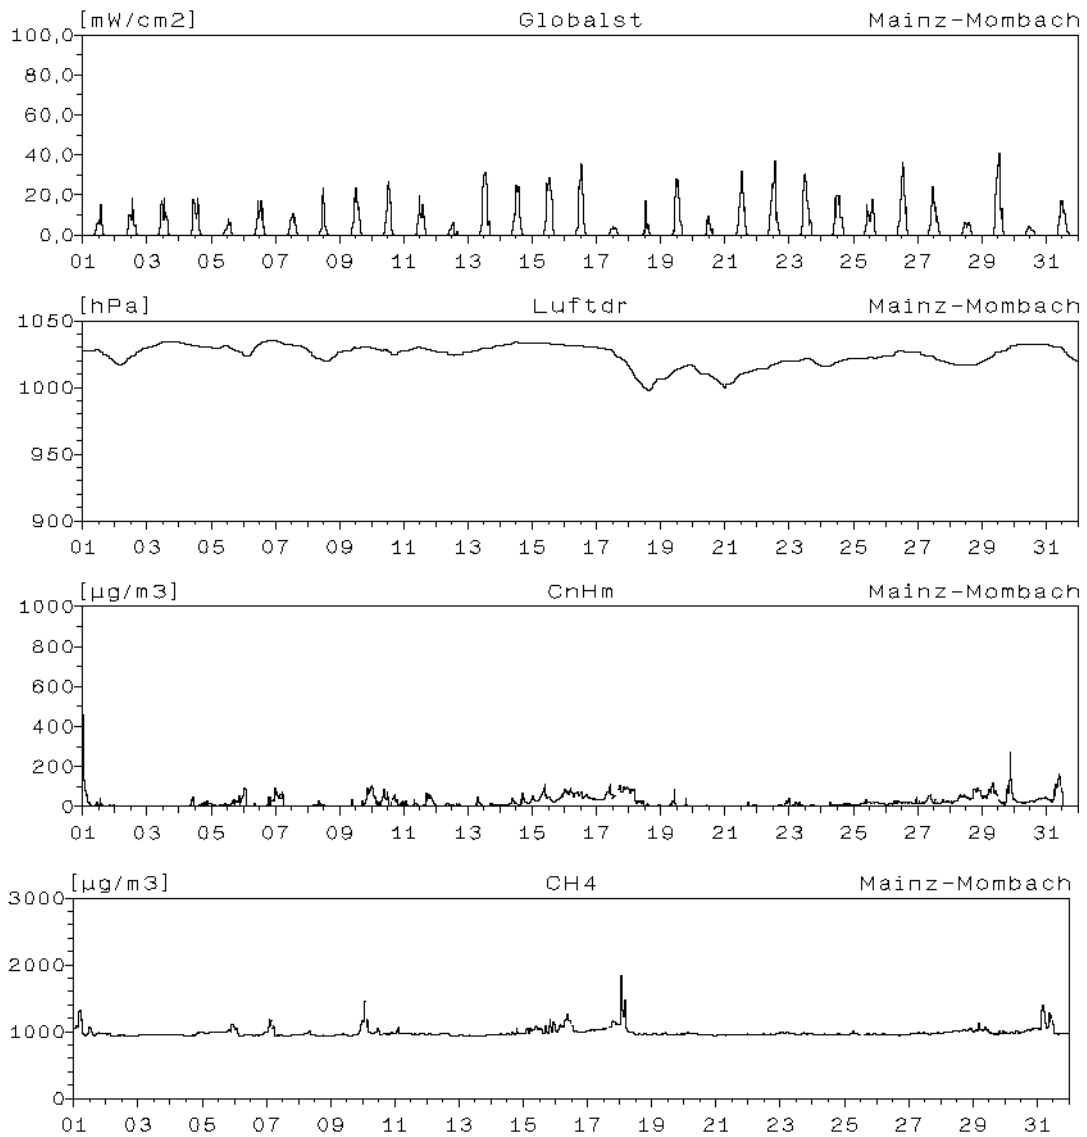 [mW/cm2] Globalst Mainz-Mombach
100,0
80,0
60,0
40,0
20,0
0,0
01 03 05 07 09 11 13 15 17 19 21 23 25 27 29 31
[hPa] Luftdr Mainz-Mombach
1050
1000
950
900
01 03 05 07 09 11 13 15 17 19 21 23 25 27 29 31
[µg/m3] CnHm Mainz-Mombach
1000
800
600
400
200
0
01 03 05 07 09 11 13 15 17 19 21 23 25 27 29 31
[µg/m3] CH4 Mainz-Mombach
3000
2000
1000
0
01 03 05 07 09 11 13 15 17 19 21 23 25 27 29 31